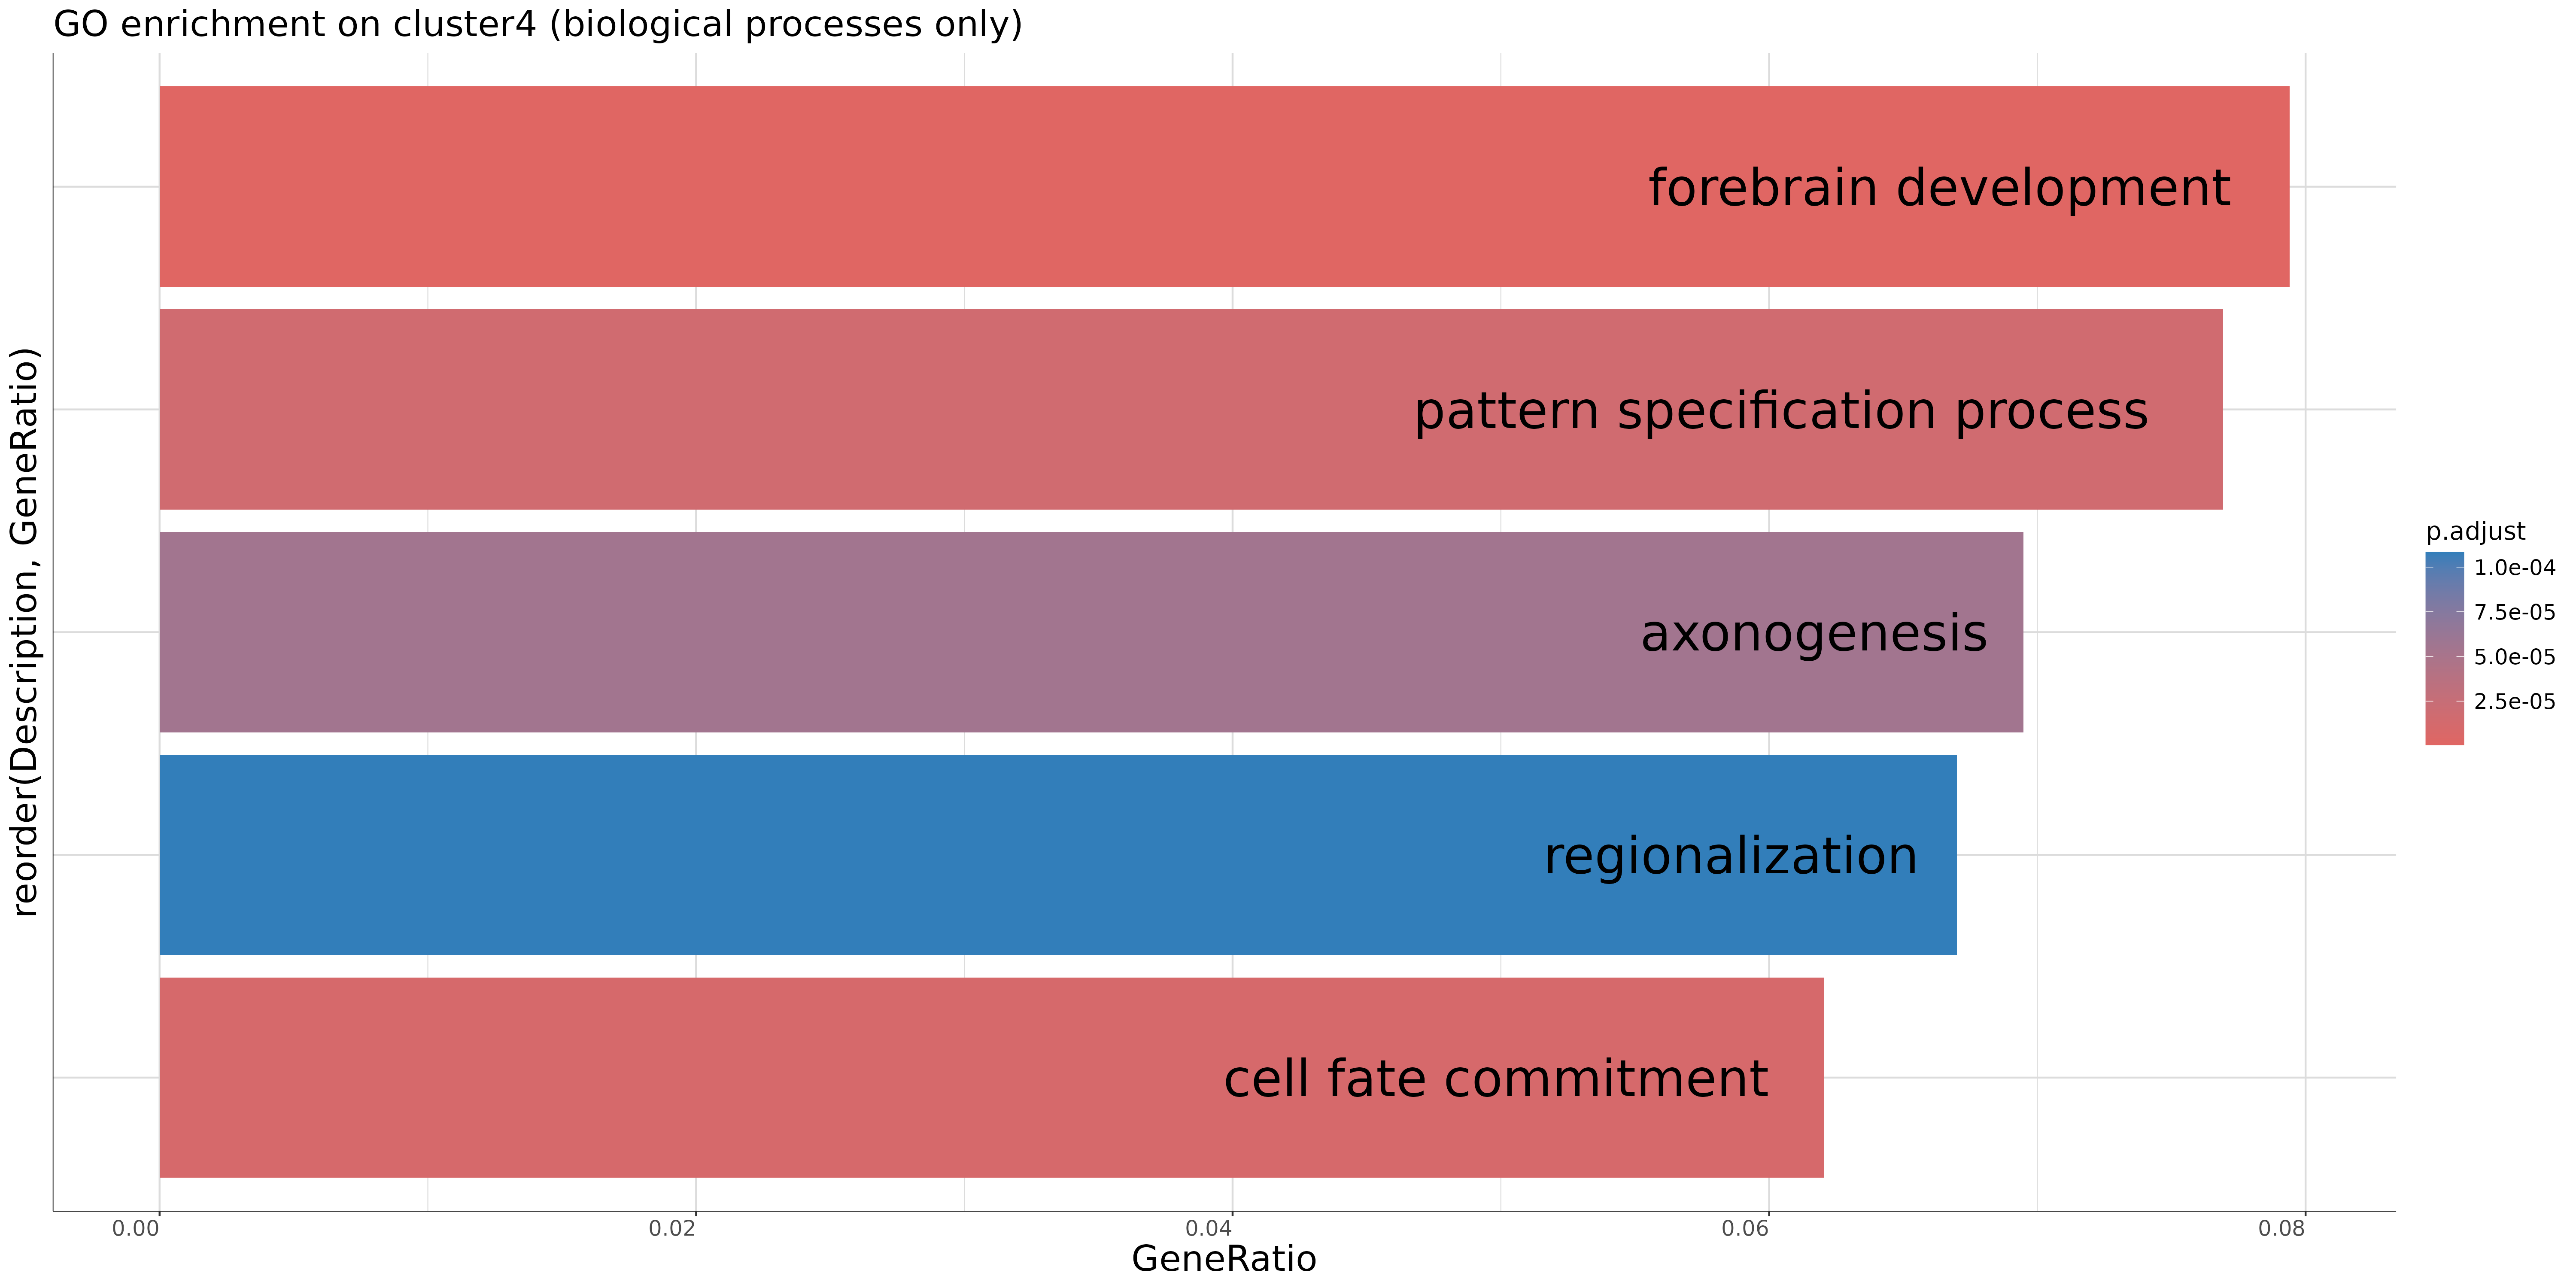 GO enrichment on cluster4 (biological processes only)
reorder(Description, GeneRatio)
forebrain development
pattern specification process
axonogenesis
regionalization
cell fate commitment
0.00 0.02 0.04 0.06 0.08
GeneRatio
p.adjust
1.0e-04
7.5e-05
5.0e-05
2.5e-05